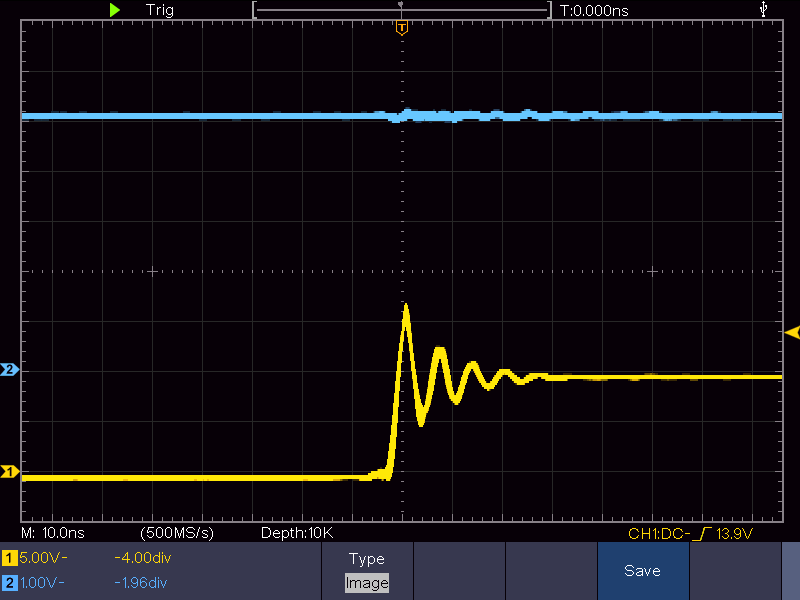 Trig T:0.000ns
T
2
1
M: 10.0ns (500MS/s) Depth:10K CH1:DC- 13.9V
1 5.00V- -4.00div Type
2 1.00V- -1.96div Image Save